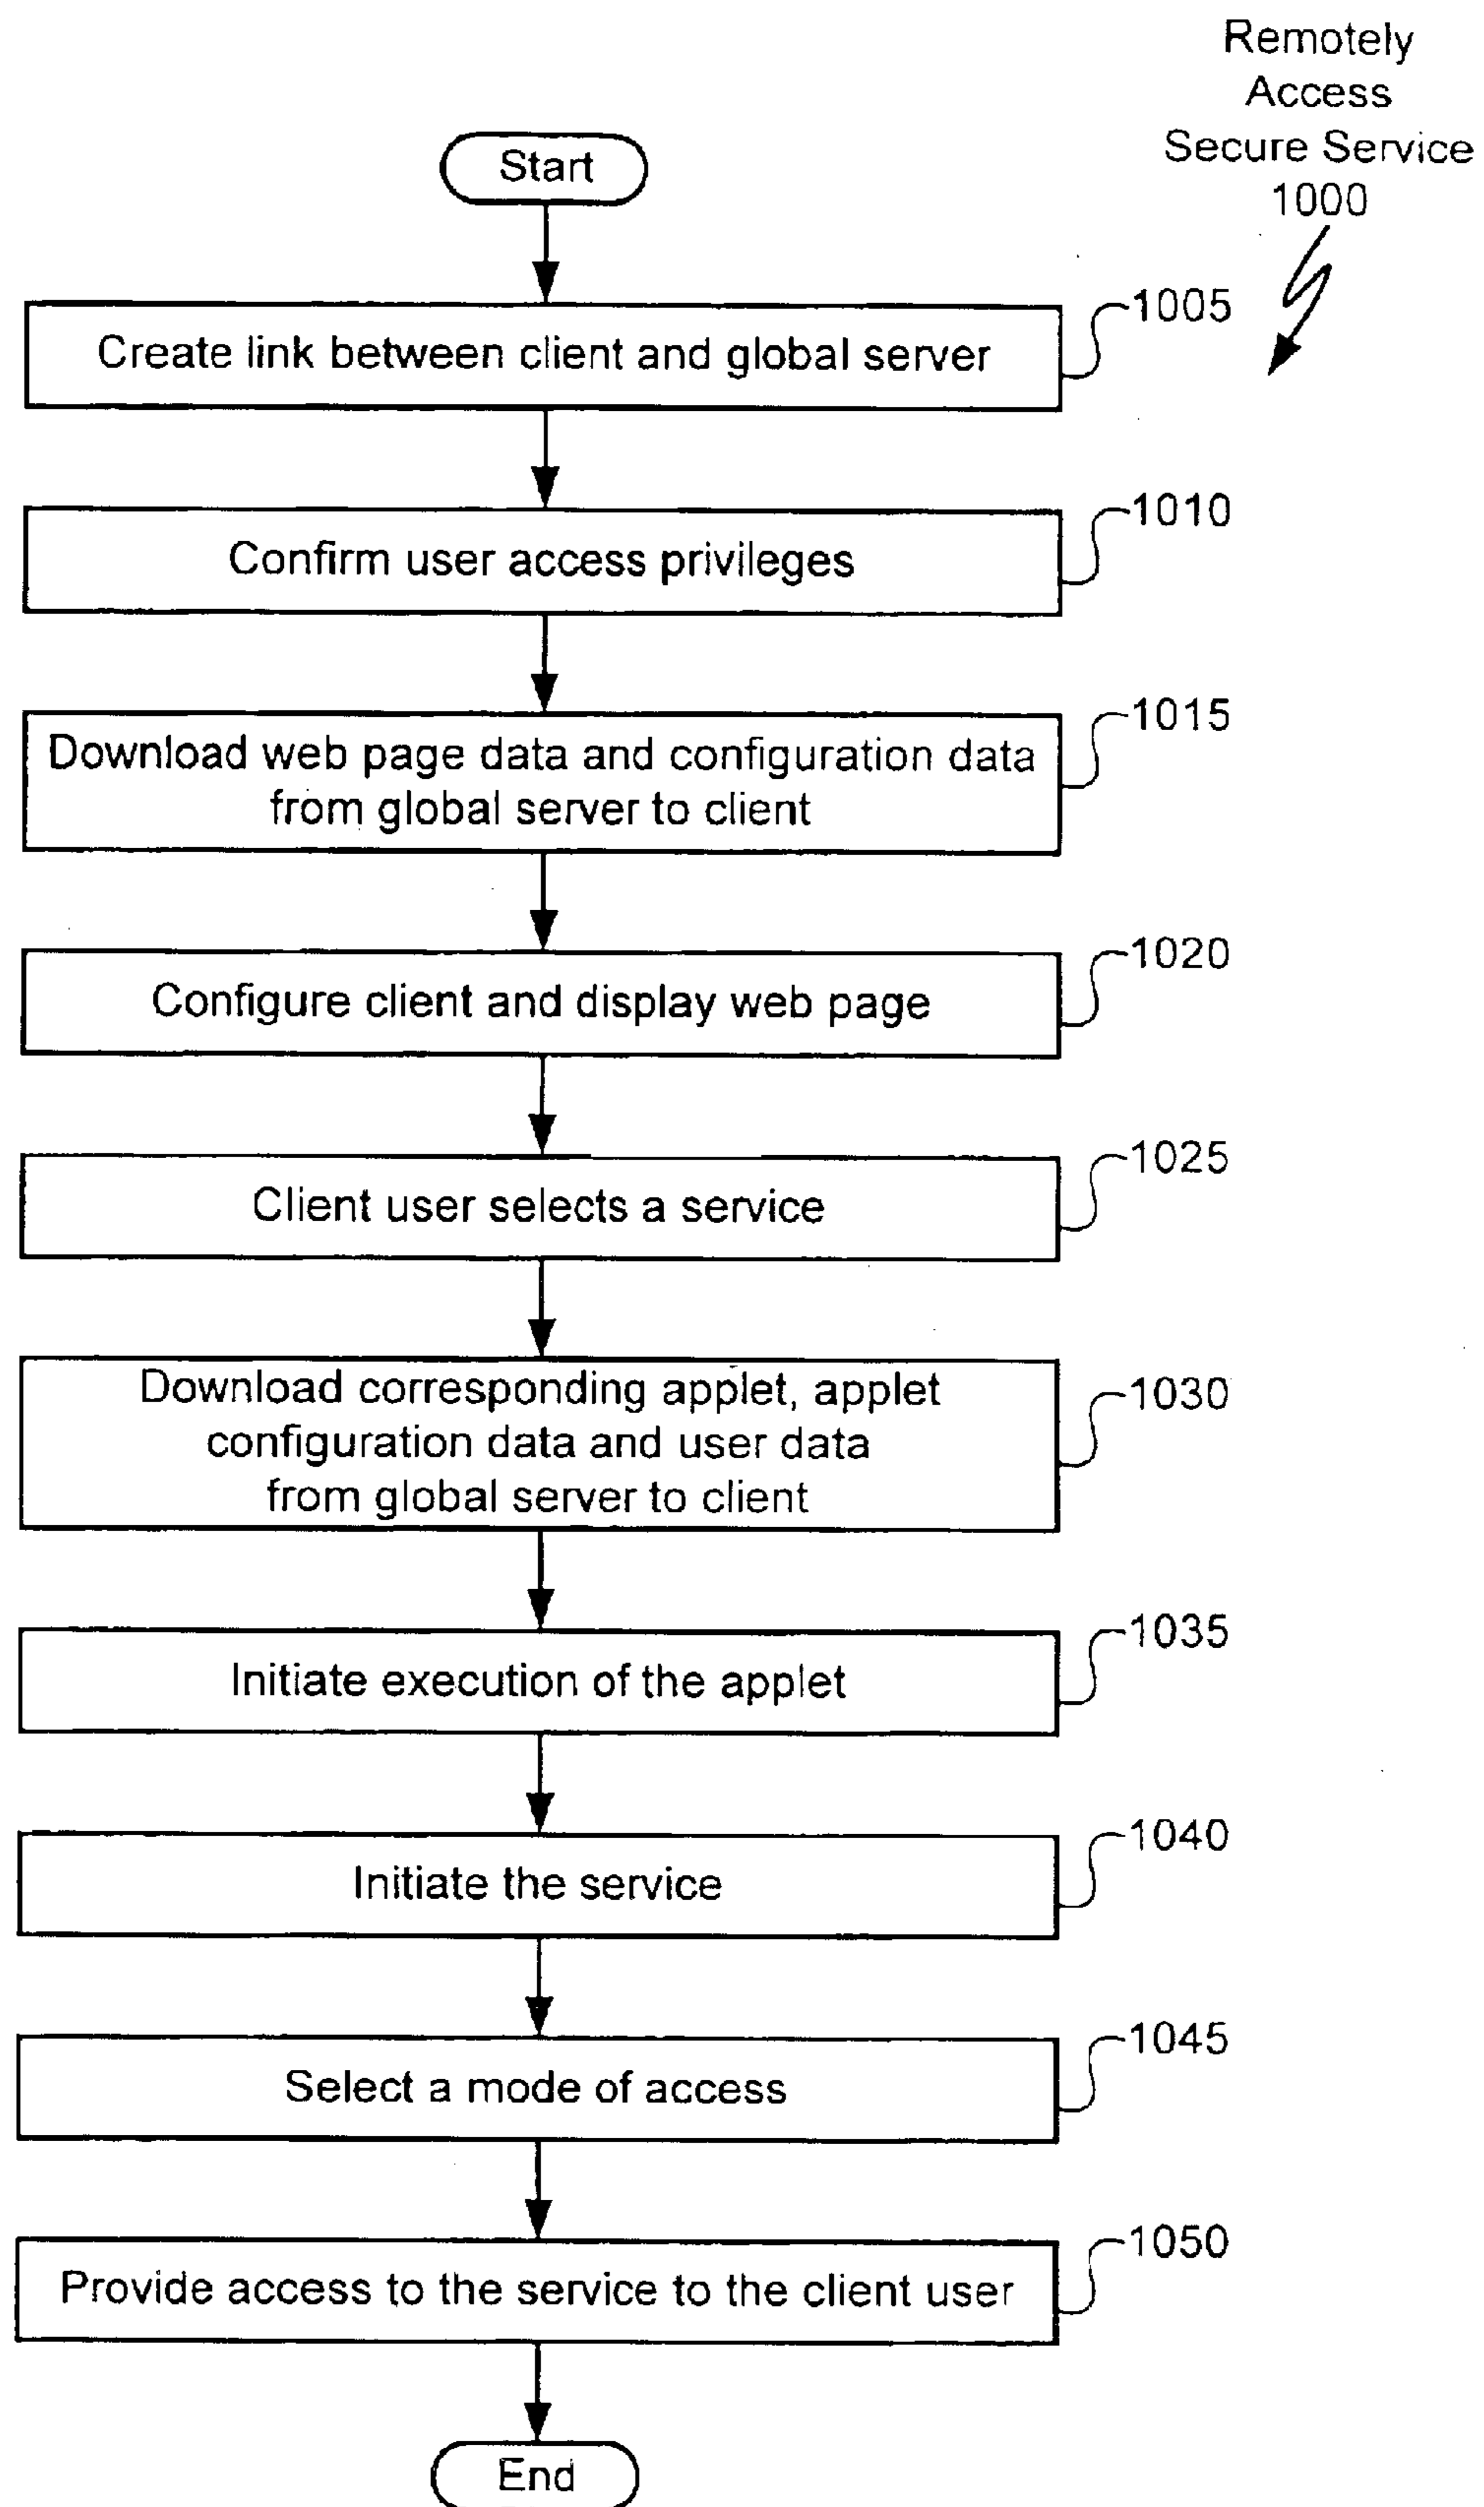 Remotely
Access
Secure Service
1000
Start
Create link between client and global server
1005
Confirm user access privileges
1010
Download web page data and configuration data
from global server to client
1015
Configure client and display web page
1020
Client user selects a service
1025
Download corresponding applet, applet
configuration data and user data
from global server to client
1030
Initiate execution of the applet
1035
Initiate the service
1040
Select a mode of access
1045
Provide access to the service to the client user
1050
End